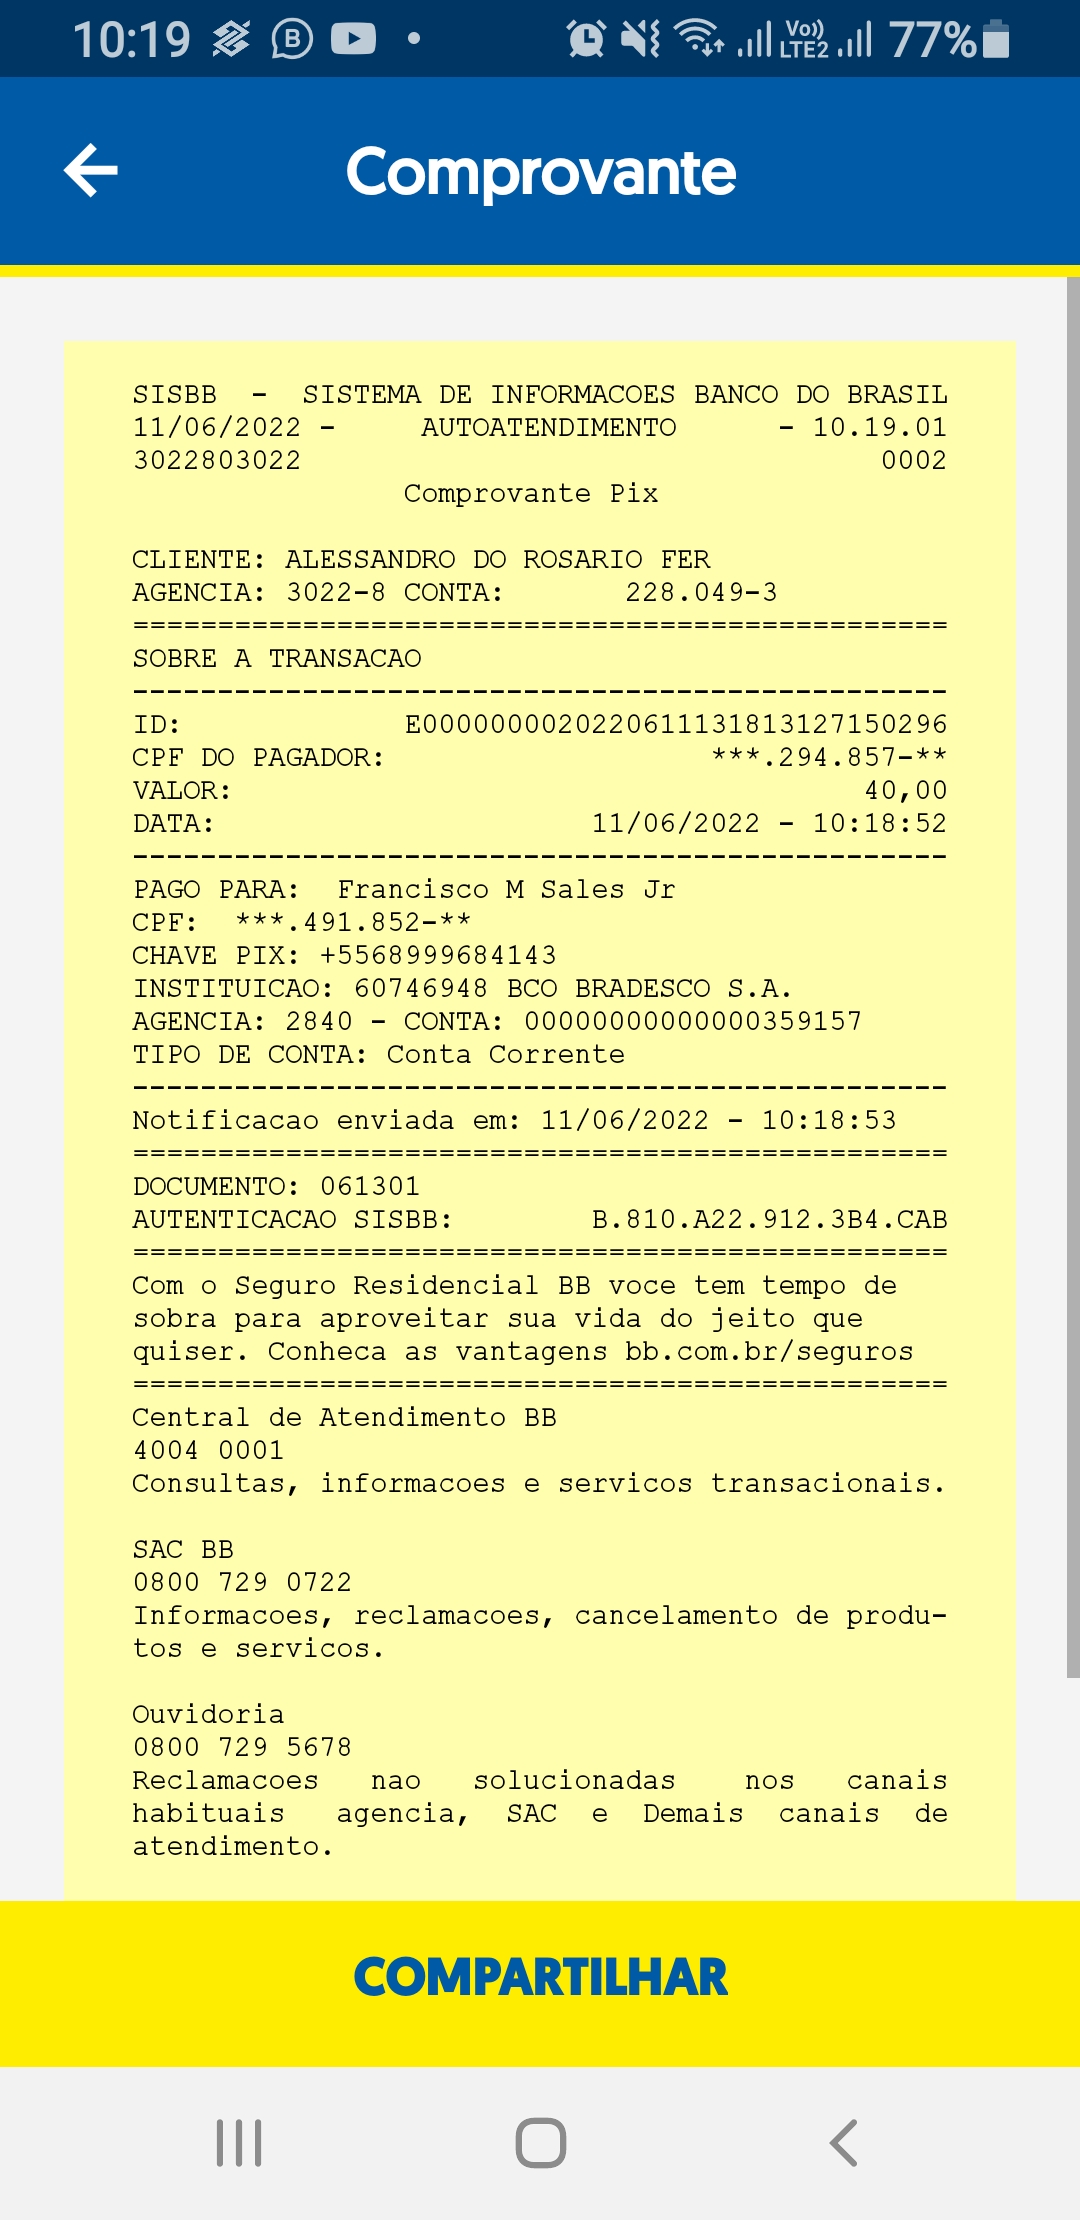 10:19 77%
Vo)) LTE2
Comprovante
SISBB - SISTEMA DE INFORMACOES BANCO DO BRASIL
11/06/2022 - AUTOATENDIMENTO - 10.19.01
3022803022 0002
Comprovante Pix
CLIENTE: ALESSANDRO DO ROSARIO FER
AGENCIA: 3022-8 CONTA: 228.049-3
================================================
SOBRE A TRANSACAO
------------------------------------------------
ID: E0000000020220611131813127150296
CPF DO PAGADOR: ***.294.857-**
VALOR: 40,00
DATA: 11/06/2022 - 10:18:52
------------------------------------------------
PAGO PARA: Francisco M Sales Jr
CPF: ***.491.852-**
CHAVE PIX: +5568999684143
INSTITUICAO: 60746948 BCO BRADESCO S.A.
AGENCIA: 2840 - CONTA: 00000000000000359157
TIPO DE CONTA: Conta Corrente
------------------------------------------------
Notificacao enviada em: 11/06/2022 - 10:18:53
================================================
DOCUMENTO: 061301
AUTENTICACAO SISBB: B.810.A22.912.3B4.CAB
================================================
Com o Seguro Residencial BB voce tem tempo de
sobra para aproveitar sua vida do jeito que
quiser. Conheca as vantagens bb.com.br/seguros
================================================
Central de Atendimento BB
4004 0001
Consultas, informacoes e servicos transacionais.
SAC BB
0800 729 0722
Informacoes, reclamacoes, cancelamento de produ-
tos e servicos.
Ouvidoria
0800 729 5678
Reclamacoes nao solucionadas nos canais
habituais agencia, SAC e Demais canais de
atendimento.
COMPARTILHAR